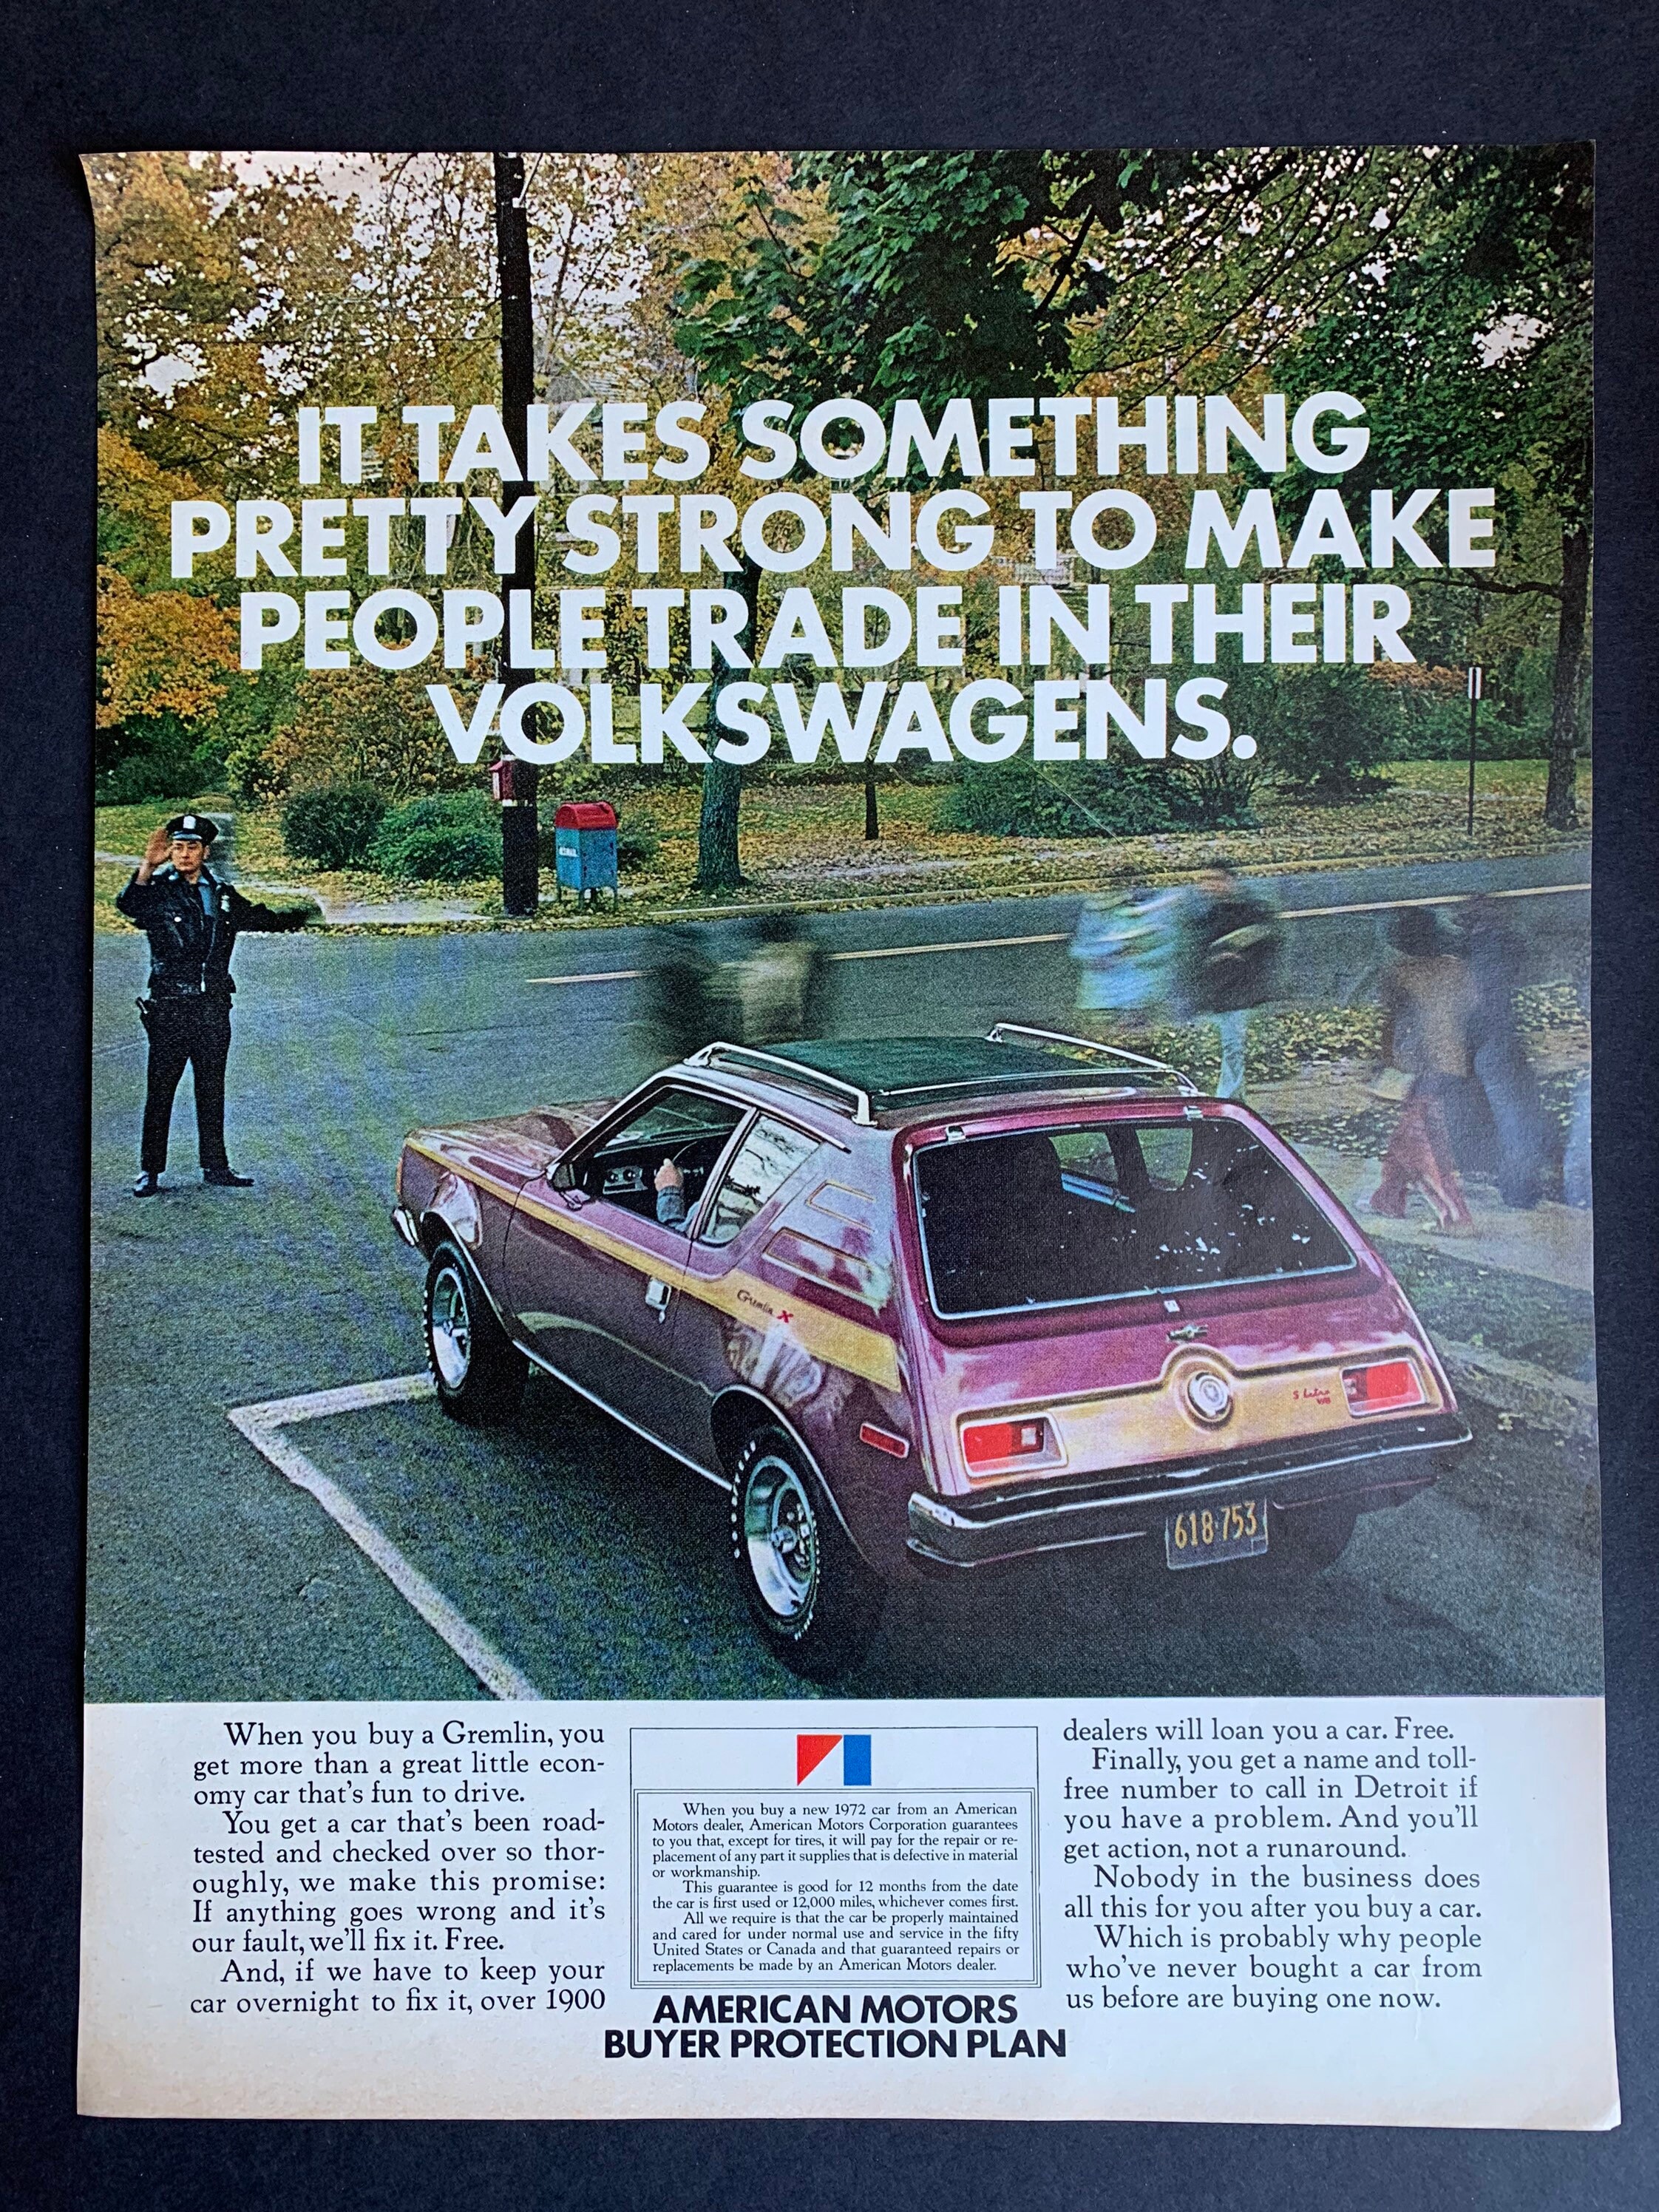 IT TAKES SOMETHING
PRETTY STRONG TO MAKE
PEOPLE TRADE IN THEIR
VOLKSWAGENS.
Gremlin X
618·753
When you buy a Gremlin, you
get more than a great little econ-
omy car that's fun to drive.
You get a car that's been road-
tested and checked over so thor-
oughly, we make this promise:
If anything goes wrong and it's
our fault, we'll fix it. Free.
And, if we have to keep your
car overnight to fix it, over 1900
When you buy a new 1972 car from an American
Motors dealer, American Motors Corporation guarantees
to you that, except for tires, it will pay for the repair or re-
placement of any part it supplies that is defective in material
or workmanship.
This guarantee is good for 12 months from the date
the car is first used or 12,000 miles, whichever comes first.
All we require is that the car be properly maintained
and cared for under normal use and service in the fifty
United States or Canada and that guaranteed repairs or
replacements be made by an American Motors dealer.
AMERICAN MOTORS
BUYER PROTECTION PLAN
dealers will loan you a car. Free.
Finally, you get a name and toll-
free number to call in Detroit if
you have a problem. And you'll
get action, not a runaround.
Nobody in the business does
all this for you after you buy a car.
Which is probably why people
who've never bought a car from
us before are buying one now.